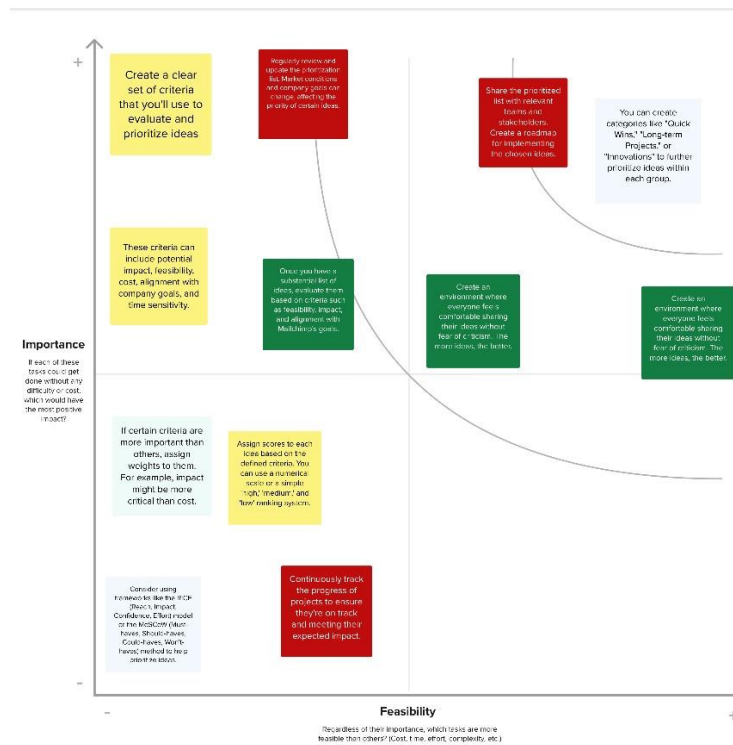 +
Create a clear
set of criteria
that you'll use to
evaluate and
prioritize ideas
Regularly review and
update the prioritization
list. Market conditions
and company goals can
change, affecting the
priority of certain ideas.
Share the prioritized
list with relevant
teams and
stakeholders.
Create a roadmap
for implementing
the chosen ideas.
You can create
categories like "Quick
Wins," "Long-term
Projects," or
"Innovations" to further
prioritize ideas within
each group.
These criteria can
include potential
impact, feasibility,
cost, alignment with
company goals, and
time sensitivity.
Once you have a
substantial list of
ideas, evaluate them
based on criteria such
as feasibility, impact,
and alignment with
Mailchimp's goals.
Create an
environment where
everyone feels
comfortable sharing
their ideas without
fear of criticism. The
more ideas, the better.
Create an
environment where
everyone feels
comfortable sharing
their ideas without
fear of criticism. The
more ideas, the better.
Importance
If each of these
tasks could get
done without any
difficulty or cost,
which would have
the most positive
impact?
If certain criteria are
more important than
others, assign
weights to them.
For example, impact
might be more
critical than cost.
Assign scores to each
idea based on the
defined criteria. You
can use a numerical
scale or a simple
'high,' 'medium,' and
'low' ranking system.
Consider using
frameworks like the RICE
(Reach, Impact,
Confidence, Effort) model
or the MoSCoW (Must-
haves, Should-haves,
Could-haves, Won't-
haves) method to help
prioritize ideas.
Continuously track
the progress of
projects to ensure
they're on track
and meeting their
expected impact.
-
-
Feasibility
+
Regardless of their importance, which tasks are more
feasible than others? (Cost, time, effort, complexity, etc.)